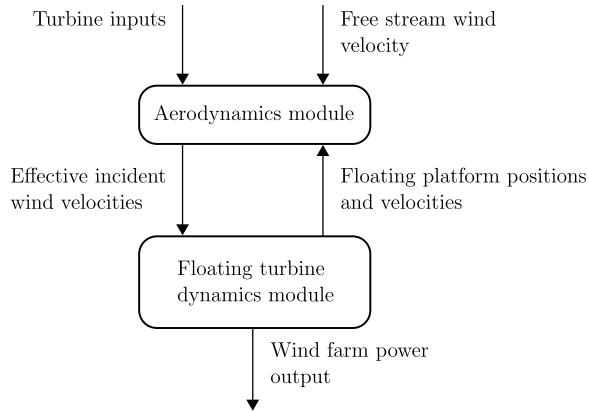 Turbine inputs
Free stream wind
velocity
Aerodynamics module
Effective incident
wind velocities
Floating platform positions
and velocities
Floating turbine
dynamics module
Wind farm power
output